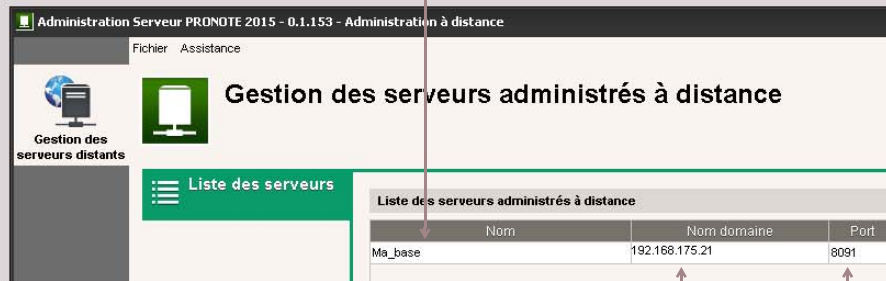 Administration Serveur PRONOTE 2015 - 0.1.153 - Administration à distance
Fichier Assistance
Gestion des serveurs administrés à distance
Gestion des
serveurs distants
Liste des serveurs
Liste des serveurs administrés à distance
Nom Nom domaine Port
Ma_base 192.168.175.21 8091